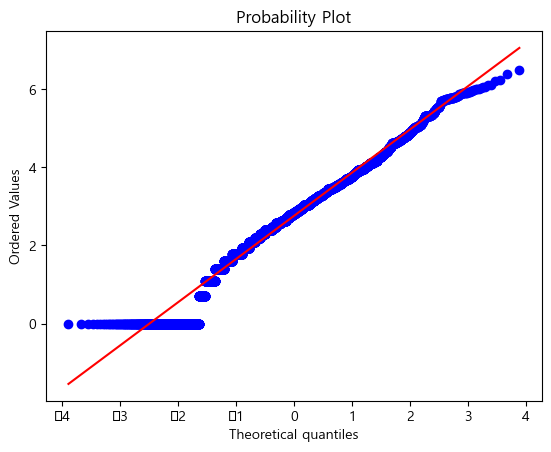 Probability Plot
Ordered Values
6
4
2
0
▯4 ▯3 ▯2 ▯1 0 1 2 3 4
Theoretical quantiles